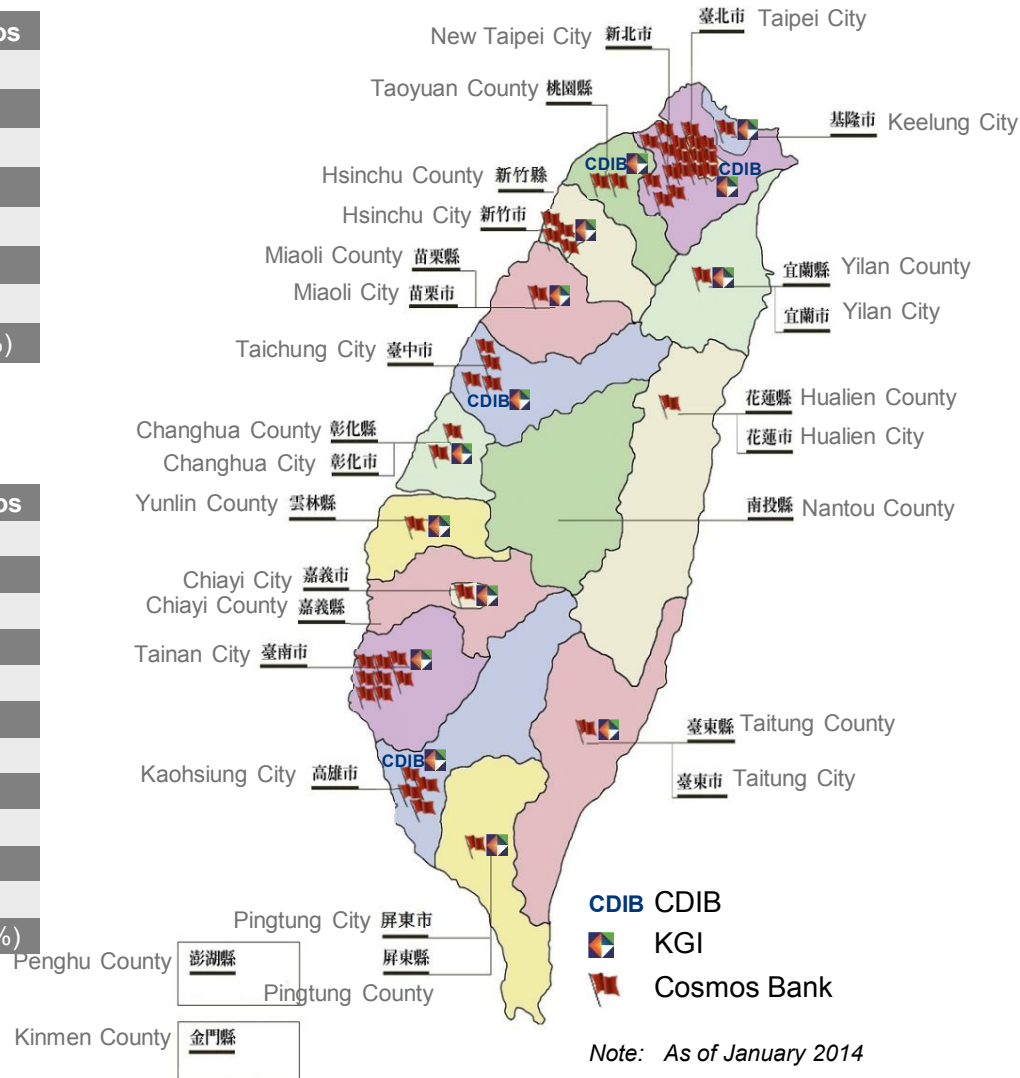 os
%)
os
%)
臺北市 Taipei City
New Taipei City 新北市
Taoyuan County 桃園縣
基隆市 Keelung City
CDIB
CDIB
Hsinchu County 新竹縣
Hsinchu City 新竹市
Miaoli County 苗栗縣
Miaoli City 苗栗市
宜蘭縣 Yilan County
宜蘭市 Yilan City
Taichung City 臺中市
CDIB
花蓮縣 Hualien County
花蓮市 Hualien City
Changhua County 彰化縣
Changhua City 彰化市
Yunlin County 雲林縣
南投縣 Nantou County
Chiayi City 嘉義市
Chiayi County 嘉義縣
Tainan City 臺南市
臺東縣 Taitung County
臺東市 Taitung City
CDIB
Kaohsiung City 高雄市
Pingtung City 屏東市
屏東縣
Pingtung County
Penghu County 澎湖縣
Kinmen County 金門縣
CDIB CDIB
KGI
Cosmos Bank
Note: As of January 2014